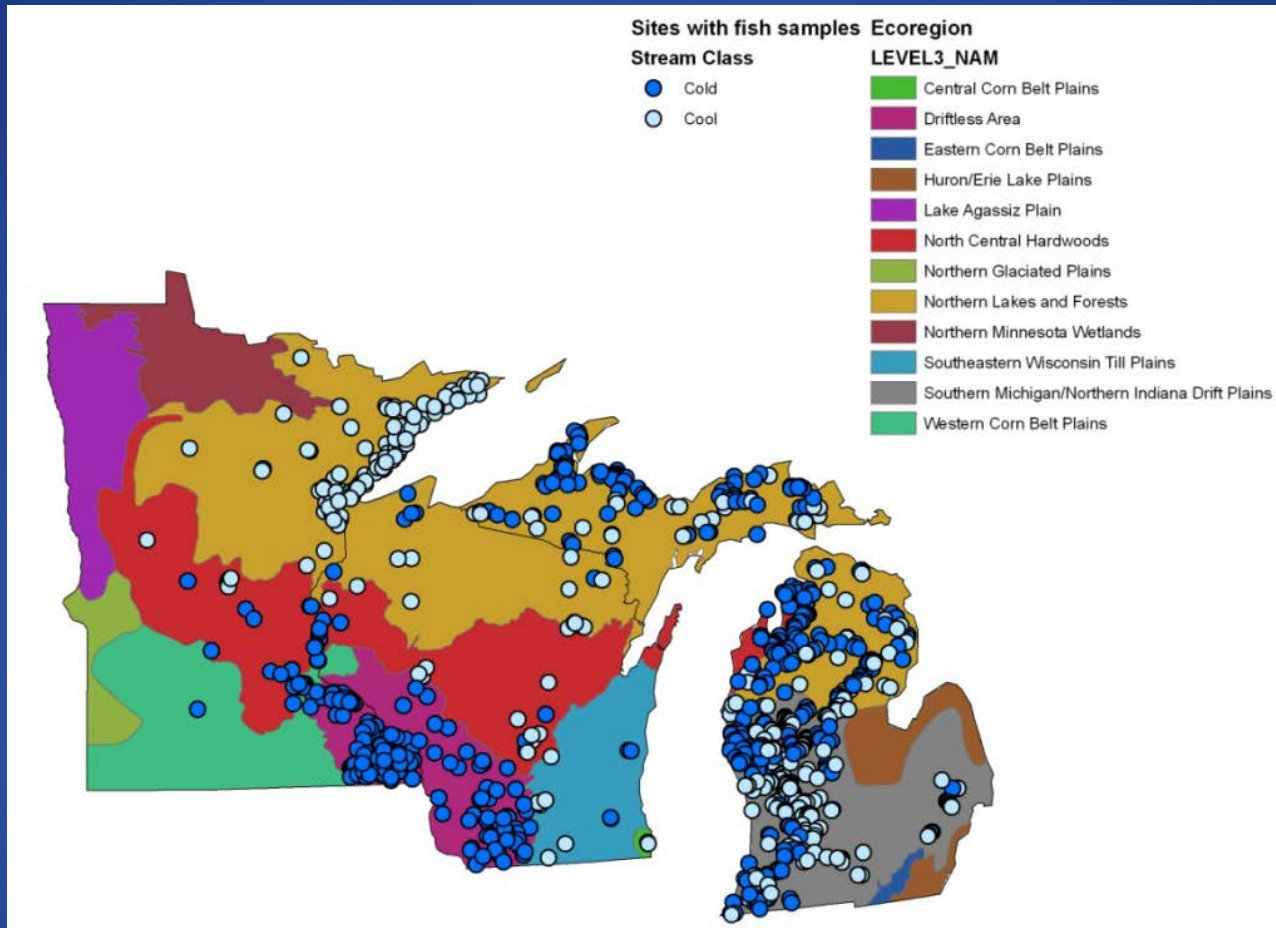 Sites with fish samples
Stream Class
Cold
Cool
Ecoregion
LEVEL3_NAM
Central Corn Belt Plains
Driftless Area
Eastern Corn Belt Plains
Huron/Erie Lake Plains
Lake Agassiz Plain
North Central Hardwoods
Northern Glaciated Plains
Northern Lakes and Forests
Northern Minnesota Wetlands
Southeastern Wisconsin Till Plains
Southern Michigan/Northern Indiana Drift Plains
Western Corn Belt Plains